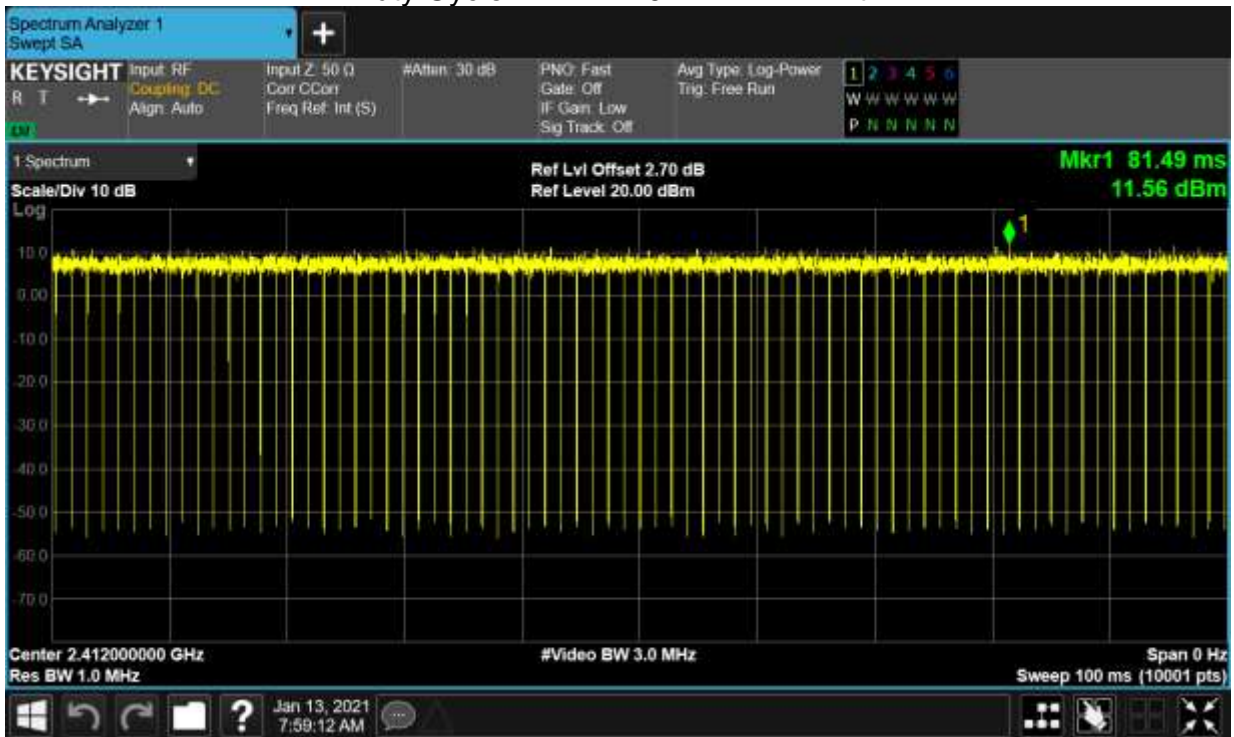 Spectrum Analyzer 1
Swept SA
+
KEYSIGHT Input: RF Input Z: 50 Ω #Atten: 30 dB PNO: Fast Avg Type: Log-Power 1 2 3 4 5 6
R T Coupling: DC Corr CCorr Gate: Off Trig: Free Run W W W W W W
Align: Auto Freq Ref: Int (S) IF Gain: Low P N N N N N
Sig Track: Off
1 Spectrum Ref Lvl Offset 2.70 dB Mkr1 81.49 ms
Scale/Div 10 dB Ref Level 20.00 dBm 11.56 dBm
Log
1
10.0
0.00
-10.0
-20.0
-30.0
-40.0
-50.0
-60.0
-70.0
Center 2.412000000 GHz #Video BW 3.0 MHz Span 0 Hz
Res BW 1.0 MHz Sweep 100 ms (10001 pts)
? Jan 13, 2021
7:59:12 AM